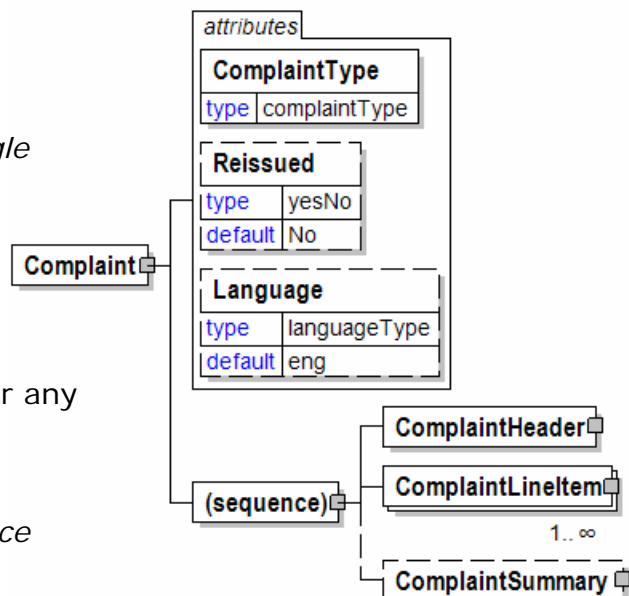 attributes
ComplaintType
type complaintType
Reissued
type yesNo
default No
Complaint
Language
type languageType
default eng
r any
ComplaintHeader
(sequence)
ComplaintLineItem
1.. ∞
ComplaintSummary